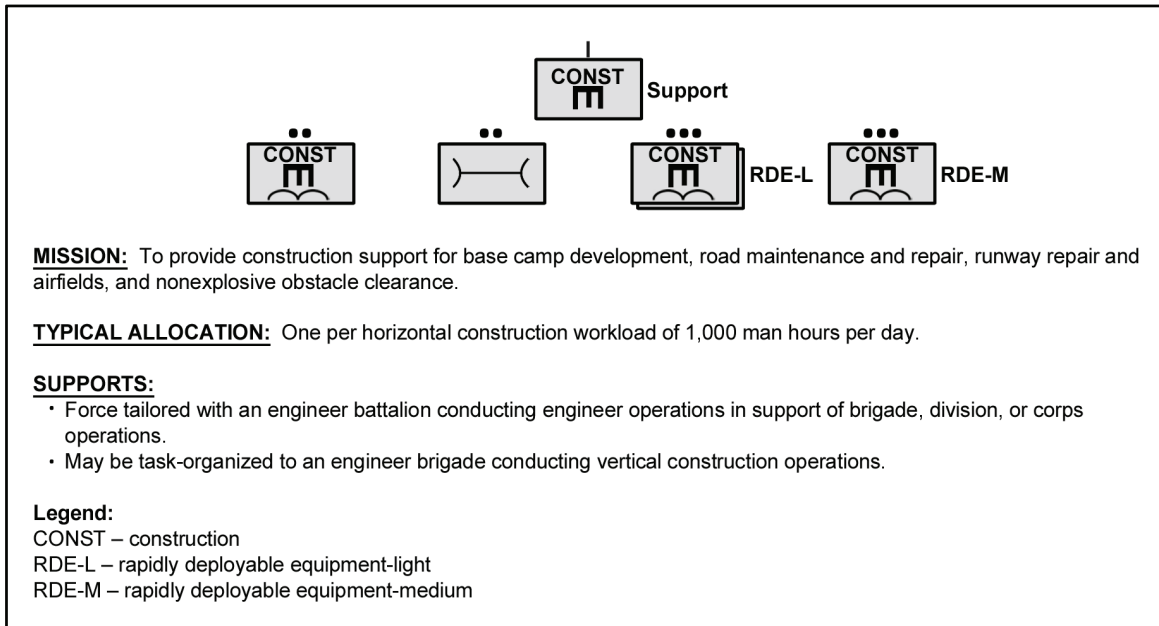 CONST
Support
CONST
CONST
RDE-L
CONST
RDE-M
MISSION: To provide construction support for base camp development, road maintenance and repair, runway repair and
airfields, and nonexplosive obstacle clearance.
TYPICAL ALLOCATION: One per horizontal construction workload of 1,000 man hours per day.
SUPPORTS:
• Force tailored with an engineer battalion conducting engineer operations in support of brigade, division, or corps
operations.
• May be task-organized to an engineer brigade conducting vertical construction operations.
Legend:
CONST – construction
RDE-L – rapidly deployable equipment-light
RDE-M – rapidly deployable equipment-medium